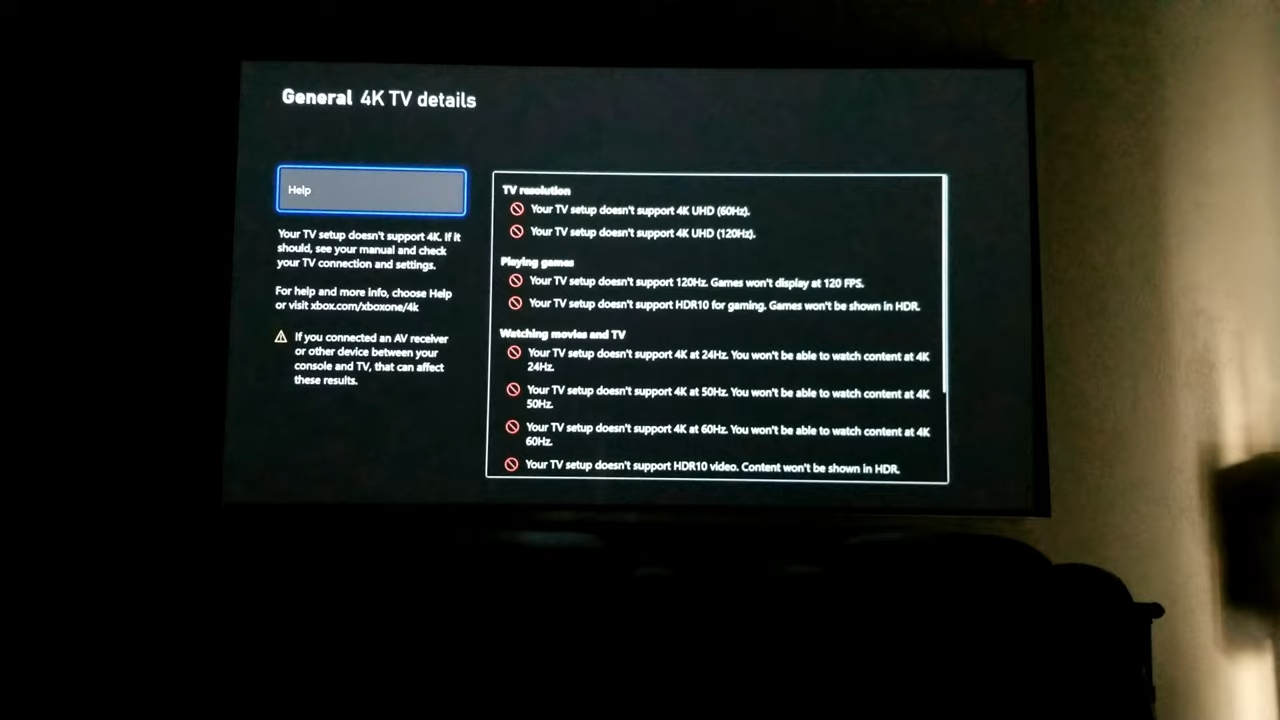 General 4K TV details
Help
Your TV setup doesn't support 4K. If it
should, see your manual and check
your TV connection and settings.
For help and more info, choose Help
or visit xbox.com/xboxone/4k
If you connected an AV receiver
or other device between your
console and TV, that can affect
these results.
TV resolution
Your TV setup doesn't support 4K UHD (60Hz).
Your TV setup doesn't support 4K UHD (120Hz).
Playing games
Your TV setup doesn't support 120Hz. Games won't display at 120 FPS.
Your TV setup doesn't support HDR10 for gaming. Games won't be shown in HDR.
Watching movies and TV
Your TV setup doesn't support 4K at 24Hz. You won't be able to watch content at 4K
24Hz.
Your TV setup doesn't support 4K at 50Hz. You won't be able to watch content at 4K
50Hz.
Your TV setup doesn't support 4K at 60Hz. You won't be able to watch content at 4K
60Hz.
Your TV setup doesn't support HDR10 video. Content won't be shown in HDR.